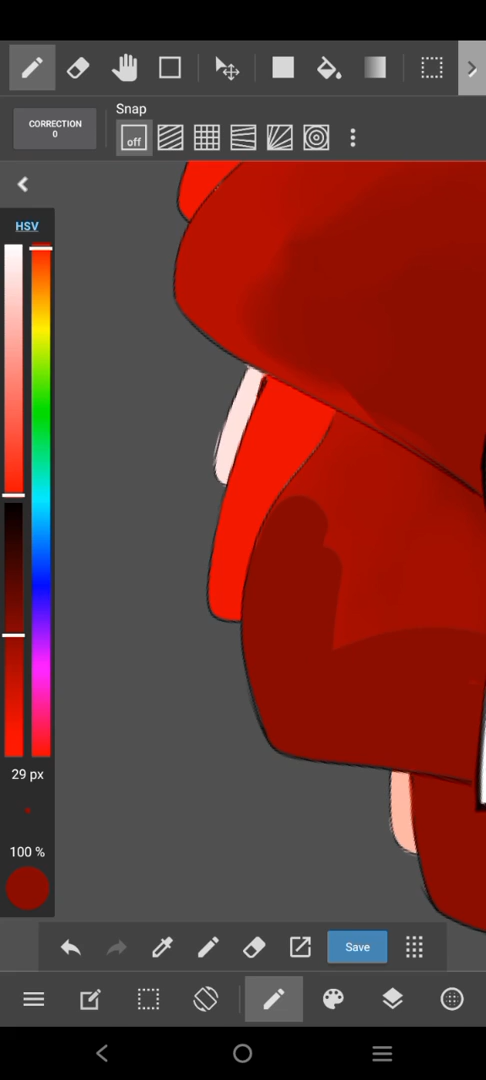 CORRECTION
0
Snap
off
HSV
29 px
100 %
Save